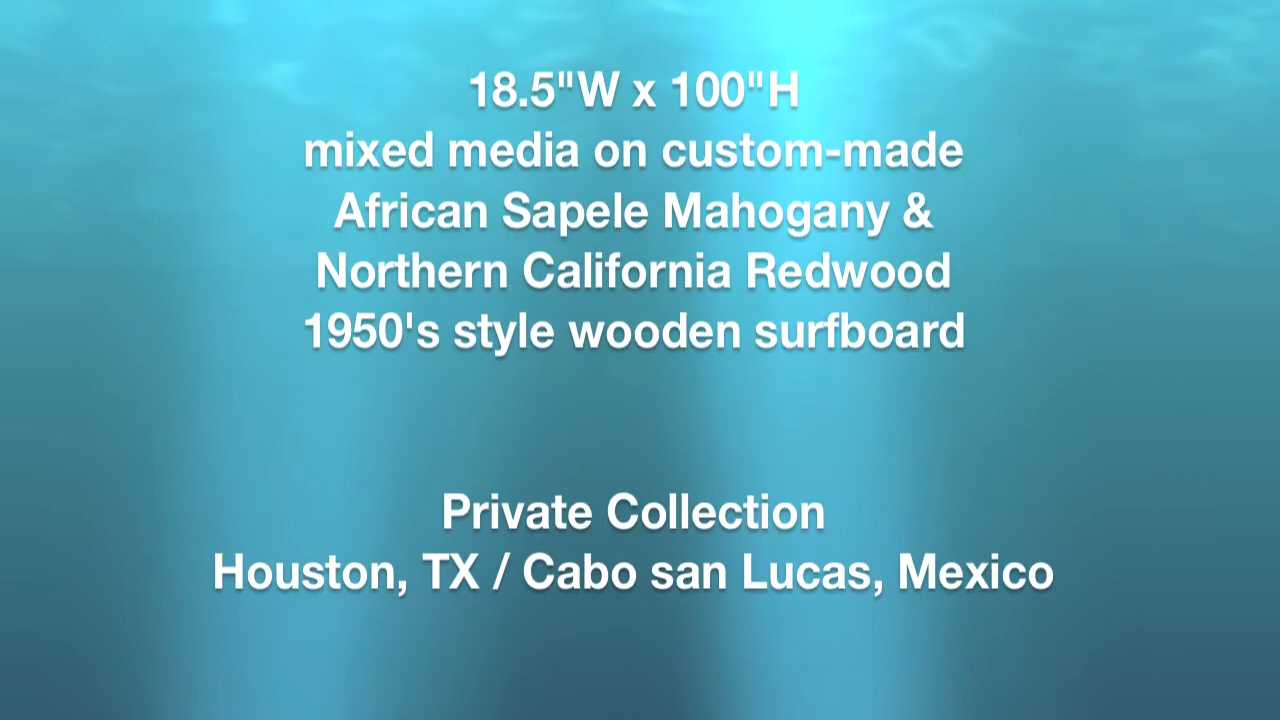 18.5"W x 100"H
mixed media on custom-made
African Sapele Mahogany &
Northern California Redwood
1950's style wooden surfboard
Private Collection
Houston, TX / Cabo san Lucas, Mexico